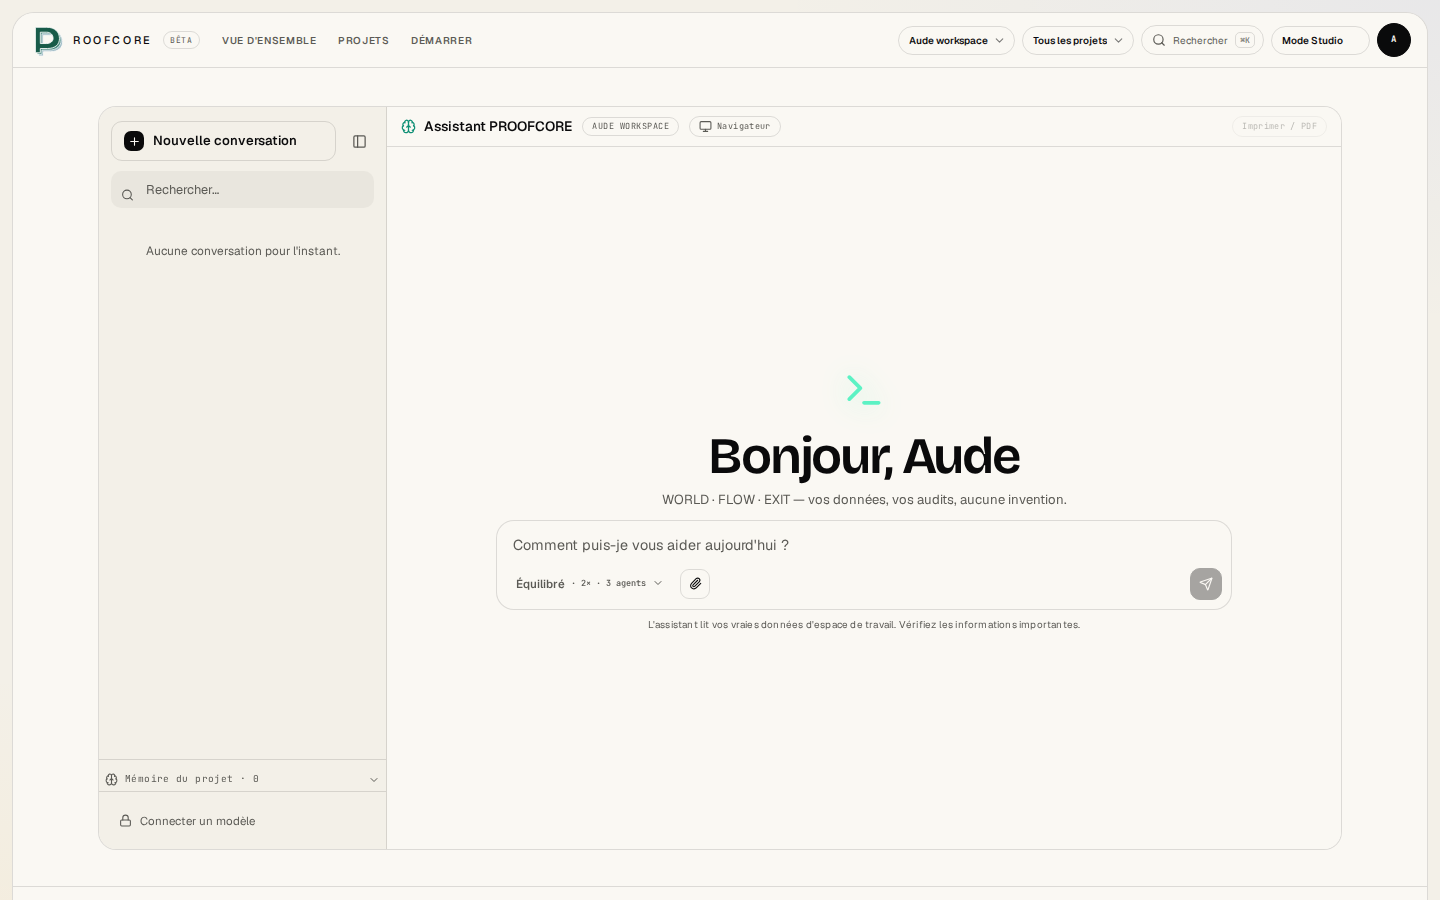 ROOFCORE BÊTA VUE D'ENSEMBLE PROJETS DÉMARRER Aude workspace Tous les projets Rechercher ⌘K Mode Studio A
Nouvelle conversation
Rechercher…
Aucune conversation pour l'instant.
Mémoire du projet · 0
Connecter un modèle
Assistant PROOFCORE AUDE WORKSPACE Navigateur Imprimer / PDF
Bonjour, Aude
WORLD · FLOW · EXIT — vos données, vos audits, aucune invention.
Comment puis-je vous aider aujourd'hui ?
Équilibré · 2× · 3 agents
L'assistant lit vos vraies données d'espace de travail. Vérifiez les informations importantes.